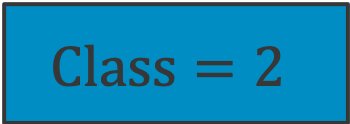 Class = 2